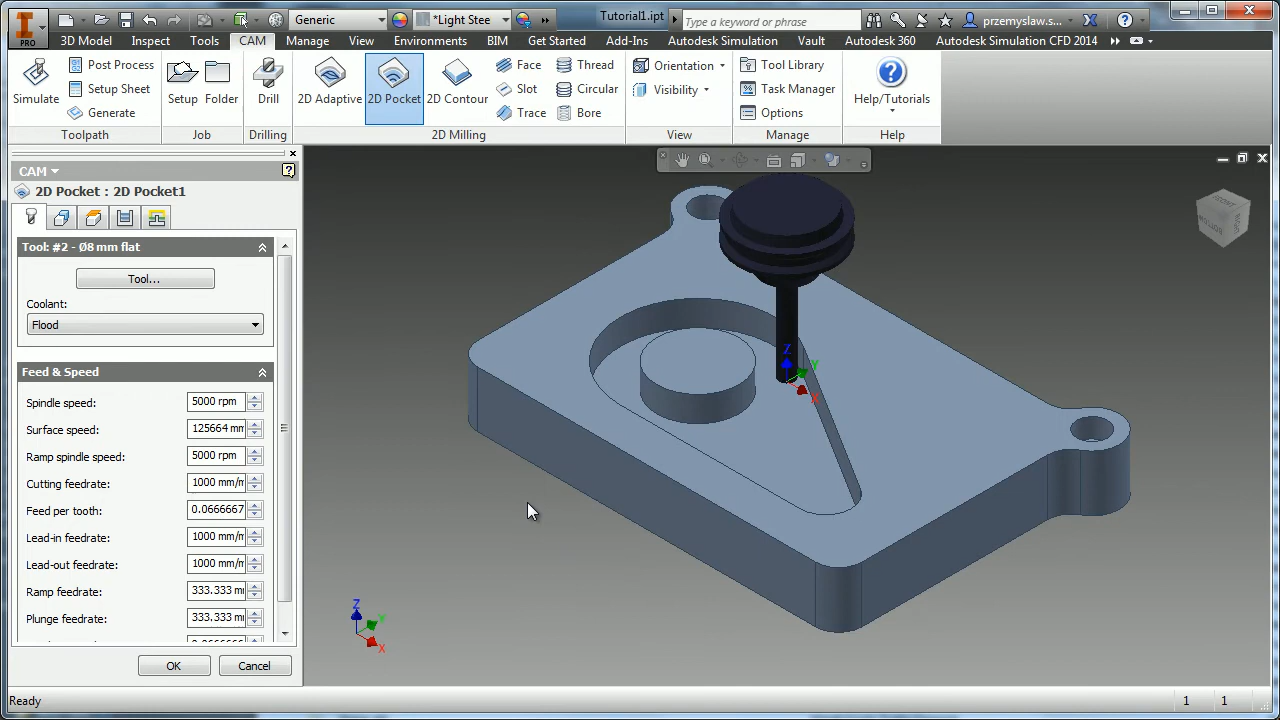 Generic
*Light Stee
Tutorial1.ipt
Type a keyword or phrase
przemyslaw.s...
PRO
3D Model Inspect Tools CAM Manage View Environments BIM Get Started Add-Ins Autodesk Simulation Vault Autodesk 360 Autodesk Simulation CFD 2014
Simulate
Post Process
Setup Sheet
Generate
Toolpath
Setup Folder
Job
Drill
Drilling
2D Adaptive 2D Pocket 2D Contour
Face Thread
Slot Circular
Trace Bore
2D Milling
Orientation
Visibility
View
Tool Library
Task Manager
Options
Manage
Help/Tutorials
Help
CAM
2D Pocket : 2D Pocket1
Tool: #2 - Ø8 mm flat
Tool...
Coolant:
Flood
Feed & Speed
Spindle speed: 5000 rpm
Surface speed: 125664 mm
Ramp spindle speed: 5000 rpm
Cutting feedrate: 1000 mm/m
Feed per tooth: 0.0666667
Lead-in feedrate: 1000 mm/m
Lead-out feedrate: 1000 mm/m
Ramp feedrate: 333.333 m
Plunge feedrate: 333.333 m
OK Cancel
Z
Y
X
Z
Y
X
FRONT
BOTTOM
Ready 1 1